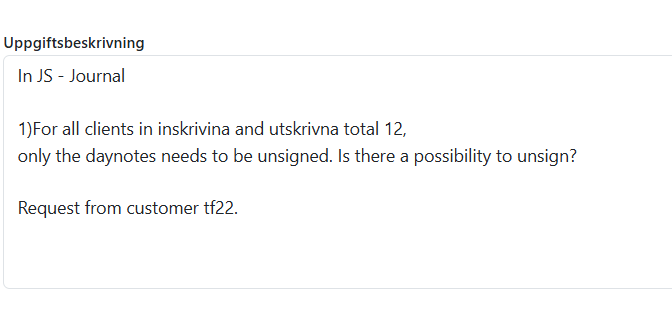 Uppgiftsbeskrivning
In JS - Journal
1)For all clients in inskrivina and utskrivna total 12,
only the daynotes needs to be unsigned. Is there a possibility to unsign?
Request from customer tf22.